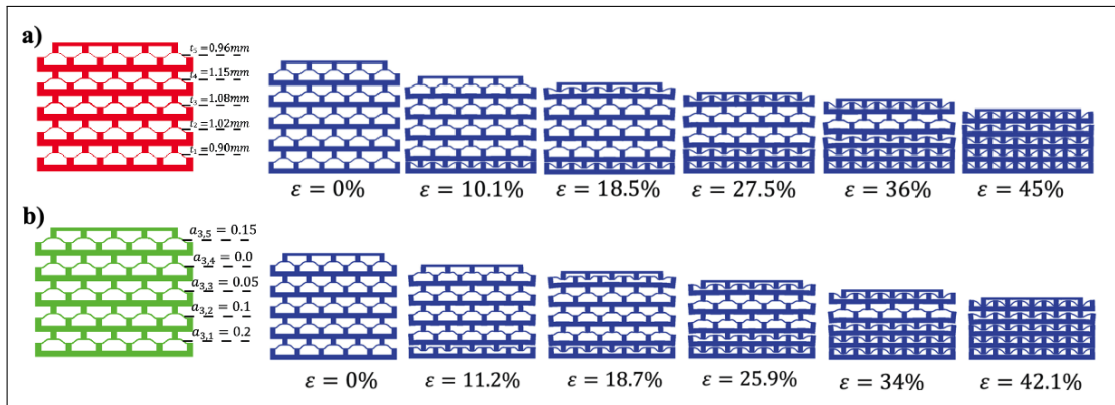 a)
t₅ =0.96mm
t₄ =1.15mm
t₃ =1.08mm
t₂ =1.02mm
t₁ =0.90mm
ε = 0% ε = 10.1% ε = 18.5% ε = 27.5% ε = 36% ε = 45%
b)
a₃,₅ = 0.15
a₃,₄ = 0.0
a₃,₃ = 0.05
a₃,₂ = 0.1
a₃,₁ = 0.2
ε = 0% ε = 11.2% ε = 18.7% ε = 25.9% ε = 34% ε = 42.1%